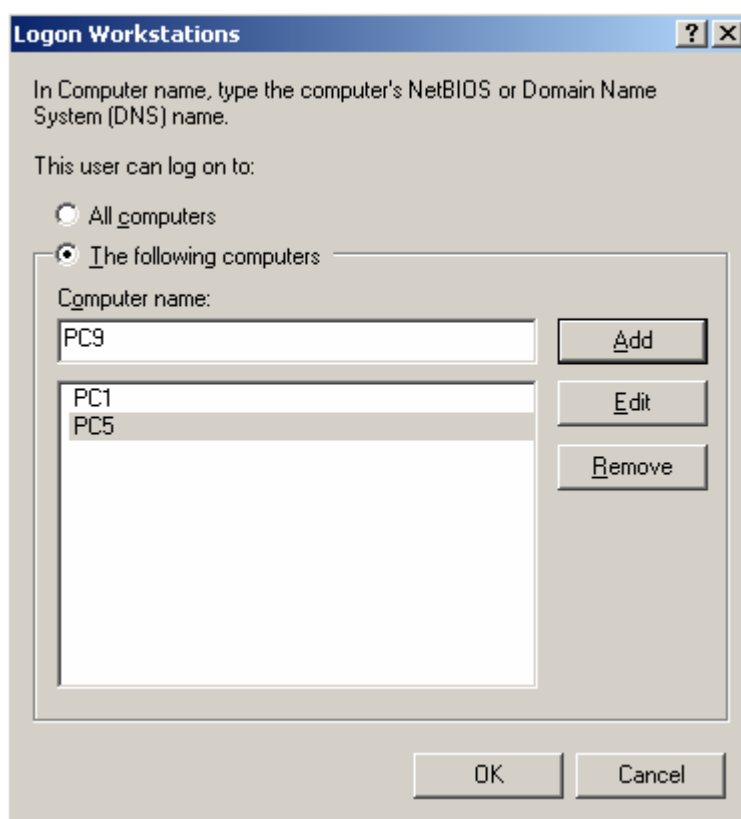 Logon Workstations
In Computer name, type the computer's NetBIOS or Domain Name
System (DNS) name.
This user can log on to:
All computers
The following computers
Computer name:
PC9
Add
PC1
Edit
PC5
Remove
OK
Cancel